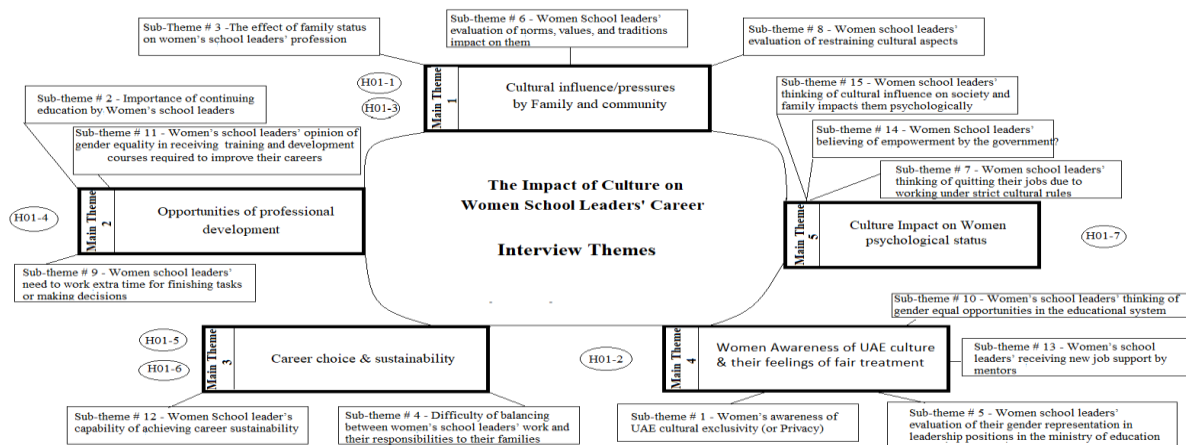 Sub-Theme # 3 -The effect of family status
on women's school leaders' profession
Sub-theme # 6 - Women School leaders'
evaluation of norms, values, and traditions
impact on them
Sub-theme # 8 - Women school leaders'
evaluation of restraining cultural aspects
H01-1
H01-3
Main Theme
1
Cultural influence/pressures
by Family and community
Sub-theme # 15 - Women school leaders'
thinking of cultural influence on society and
family impacts them psychologically
Sub-theme # 14 - Women School leaders'
believing of empowerment by the government?
Sub-theme # 7 - Women school leaders'
thinking of quitting their jobs due to
working under strict cultural rules
Sub-theme # 2 - Importance of continuing
education by Women's school leaders
Sub-theme # 11 - Women's school leaders' opinion of
gender equality in receiving training and development
courses required to improve their careers
H01-4
Main Theme
2
Opportunities of professional
development
Sub-theme # 9 - Women school leaders'
need to work extra time for finishing tasks
or making decisions
The Impact of Culture on
Women School Leaders' Career
Interview Themes
Main Theme
5
Culture Impact on Women
psychological status
H01-7
H01-5
H01-6
Main Theme
3
Career choice & sustainability
Sub-theme # 12 - Women School leader's
capability of achieving career sustainability
Sub-theme # 4 - Difficulty of balancing
between women's school leaders' work and
their responsibilities to their families
H01-2
Main Theme
4
Women Awareness of UAE culture
& their feelings of fair treatment
Sub-theme # 10 - Women's school leaders' thinking of
gender equal opportunities in the educational system
Sub-theme # 13 - Women's school
leaders' receiving new job support by
mentors
Sub-theme # 1 - Women's awareness of
UAE cultural exclusivity (or Privacy)
Sub-theme # 5 - Women school leaders'
evaluation of their gender representation in
leadership positions in the ministry of education